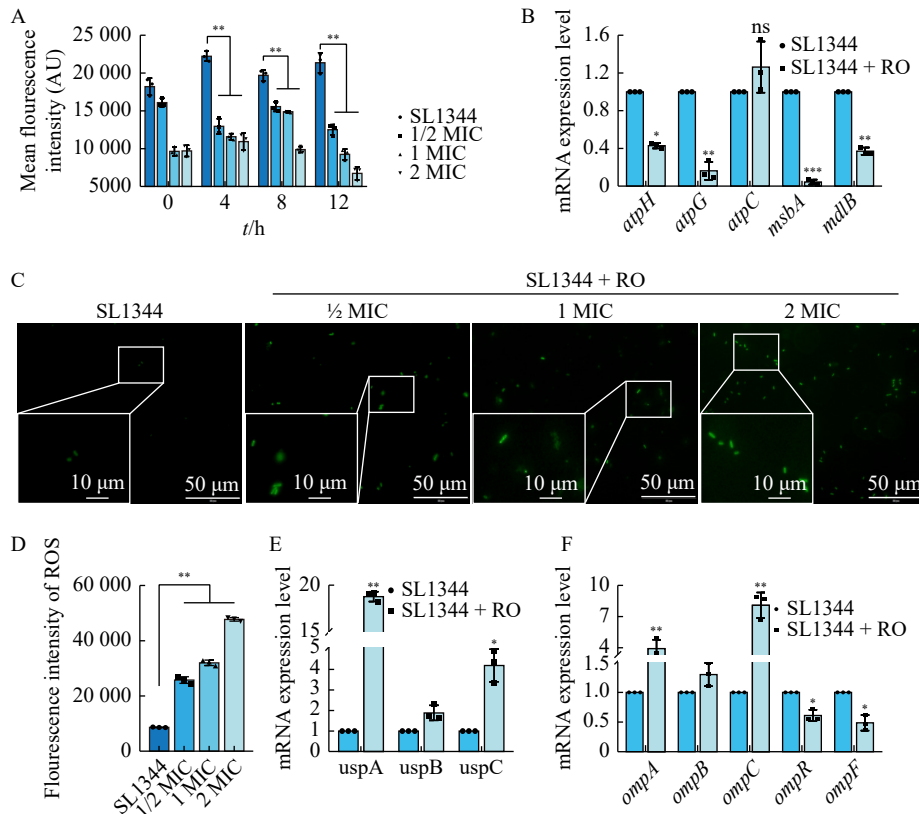 A
Mean flourescence
intensity (AU)
25 000
20 000
15 000
10 000
5000
**
**
**
0
4
8
12
t/h
SL1344
1/2 MIC
1 MIC
2 MIC
B
mRNA expression level
1.6
1.2
0.8
0.4
0
*
**
ns
***
**
SL1344
SL1344 + RO
atpH
atpG
atpC
msbA
mdlB
C
SL1344 + RO
SL1344
½ MIC
1 MIC
2 MIC
10 μm
50 μm
10 μm
50 μm
10 μm
50 μm
10 μm
50 μm
D
Flourescence intensity of ROS
60 000
40 000
20 000
0
**
SL1344
1/2 MIC
1 MIC
2 MIC
E
mRNA expression level
20
10
4
3
2
1
0
**
*
SL1344
SL1344 + RO
uspA
uspB
uspC
F
mRNA expression level
10
7
4
1.5
1.0
0.5
0
**
**
*
*
SL1344
SL1344 + RO
ompA
ompB
ompC
ompR
ompF